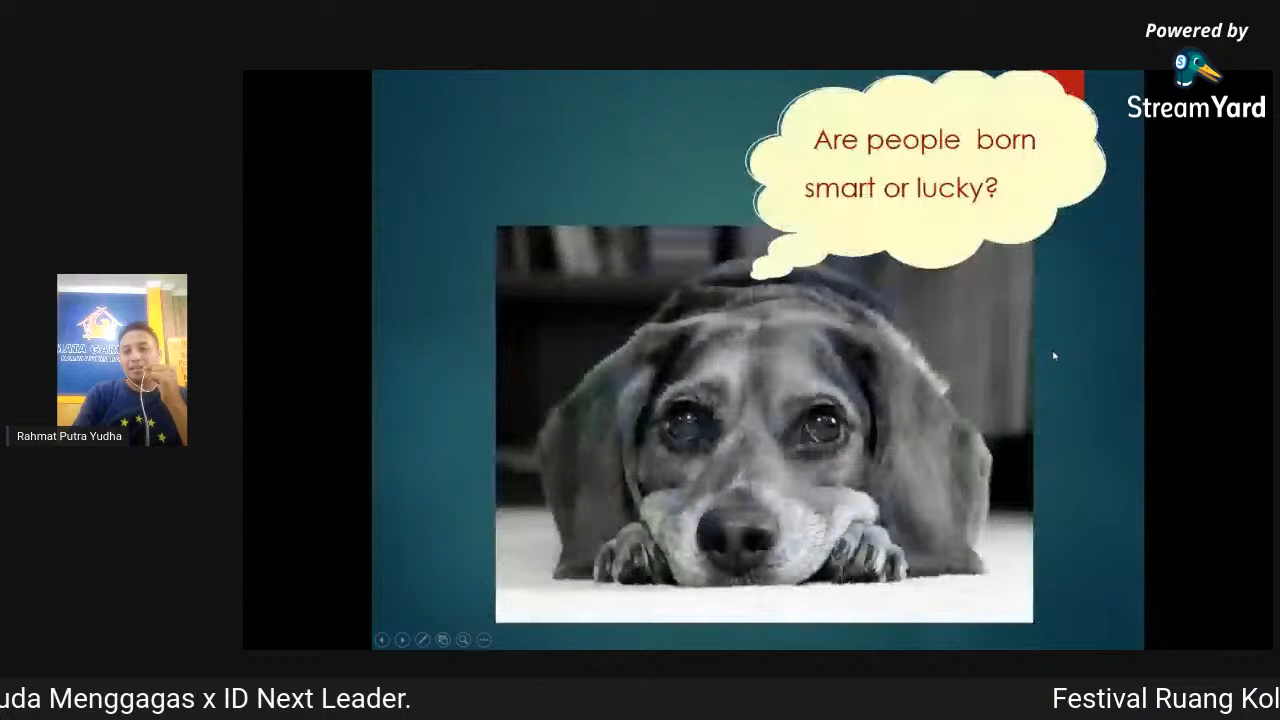 Powered by
StreamYard
Are people born
smart or lucky?
Rahmat Putra Yudha
uda Menggagas x ID Next Leader.
Festival Ruang Kol